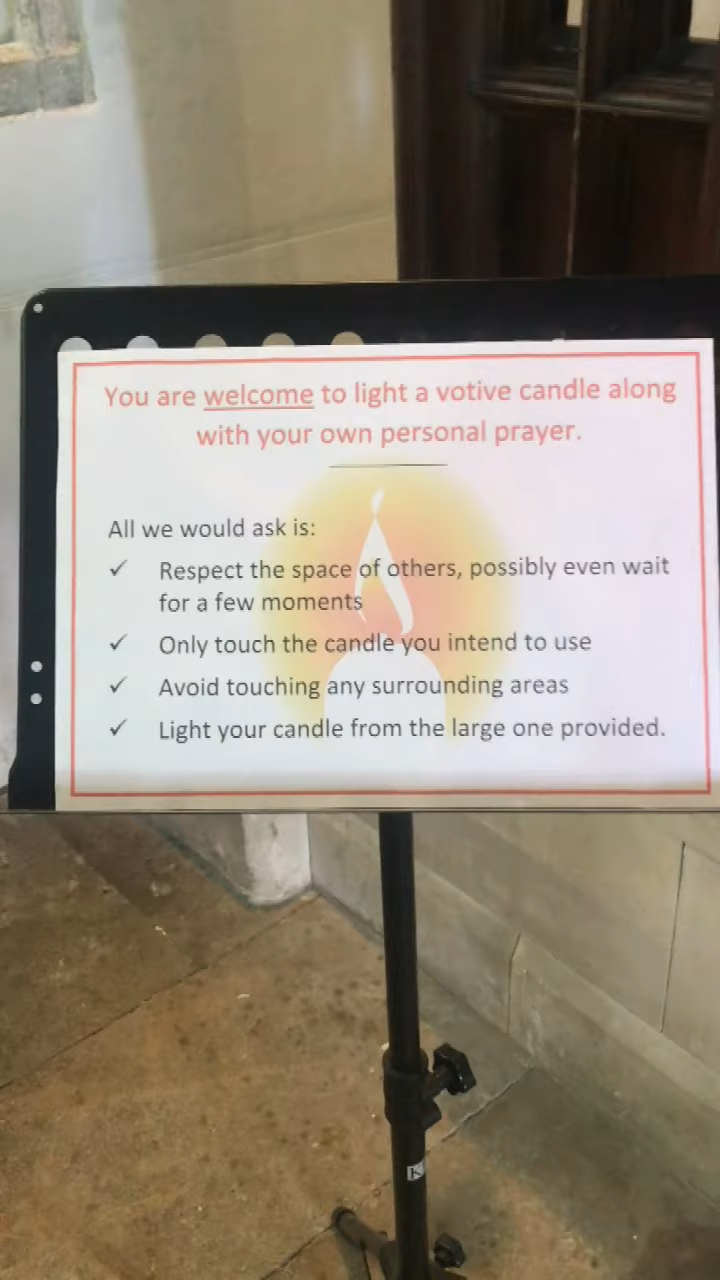 You are welcome to light a votive candle along
with your own personal prayer.
All we would ask is:
✓ Respect the space of others, possibly even wait
for a few moments
✓ Only touch the candle you intend to use
✓ Avoid touching any surrounding areas
✓ Light your candle from the large one provided.
K